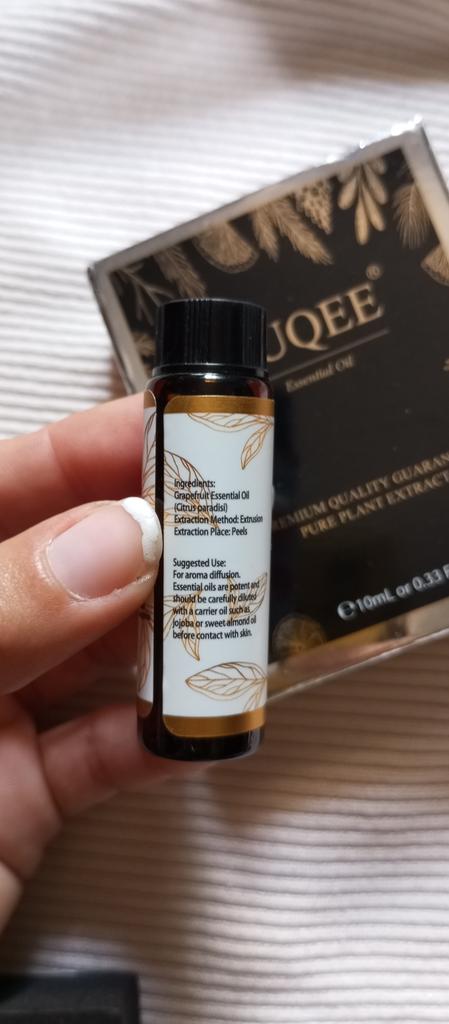 UQEE®
Essential Oil
PREMIUM QUALITY GUARAN
PURE PLANT EXTRACT
℮10mL or 0.33 F
Ingredients:
Grapefruit Essential Oil
(Citrus paradisi)
Extraction Method: Extrusion
Extraction Place: Peels
Suggested Use:
For aroma diffusion.
Essential oils are potent and
should be carefully diluted
with a carrier oil such as
jojoba or sweet almond oil
before contact with skin.